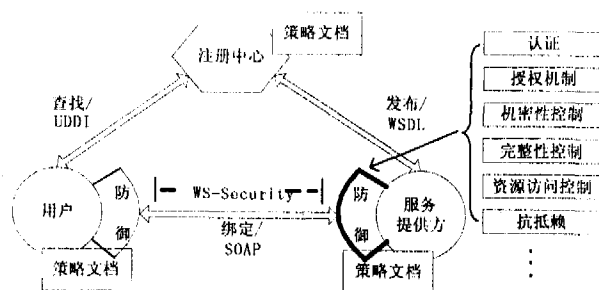 策略文档
注册中心
查找/
UDDI
发布/
WSDL
认证
授权机制
机密性控制
完整性控制
资源访问控制
抗抵赖
用户
防
御
WS-Security
绑定/
SOAP
防
御
服务
提供方
策略文档
策略文档